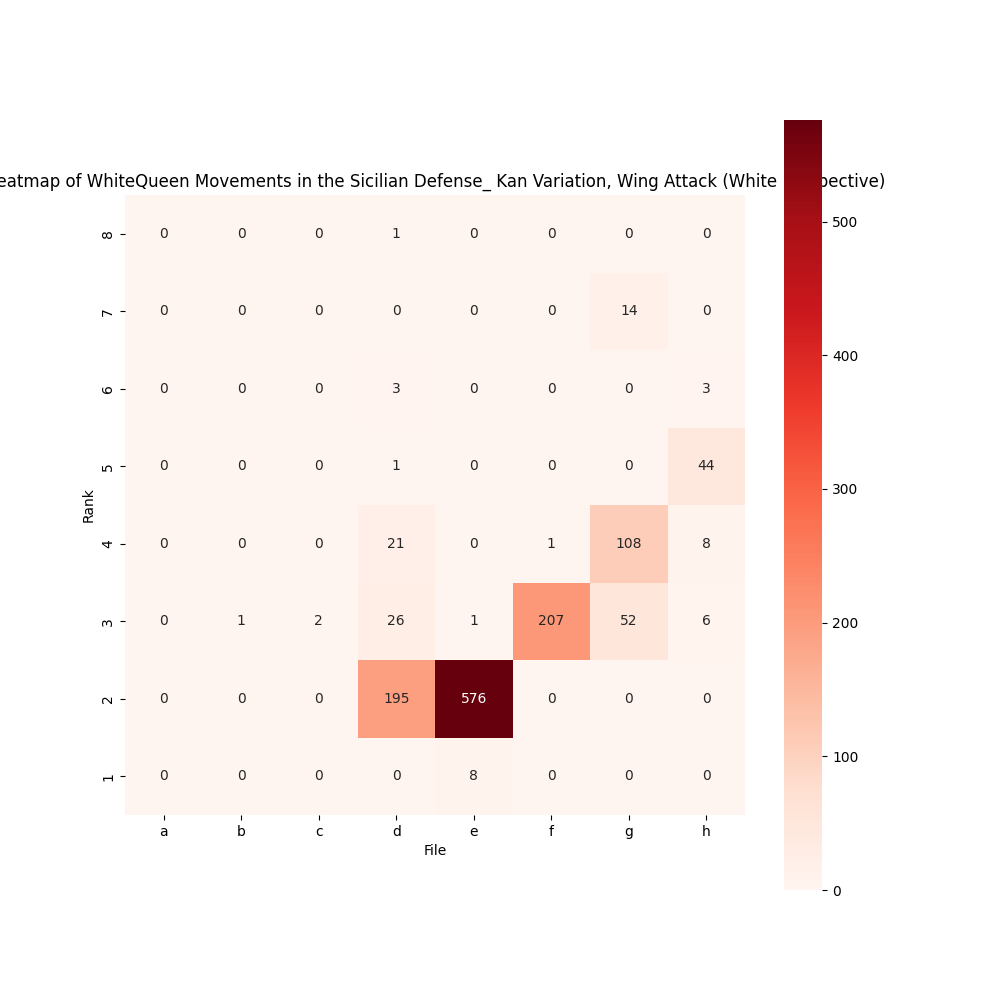 eatmap of WhiteQueen Movements in the Sicilian Defense_ Kan Variation, Wing Attack (White pective)
8 0 0 0 1 0 0 0 0
7 0 0 0 0 0 0 14 0
6 0 0 0 3 0 0 0 3
5 0 0 0 1 0 0 0 44
4 0 0 0 21 0 1 108 8
3 0 1 2 26 1 207 52 6
2 0 0 0 195 576 0 0 0
1 0 0 0 0 8 0 0 0
a b c d e f g h
File
Rank
500
400
300
200
100
0